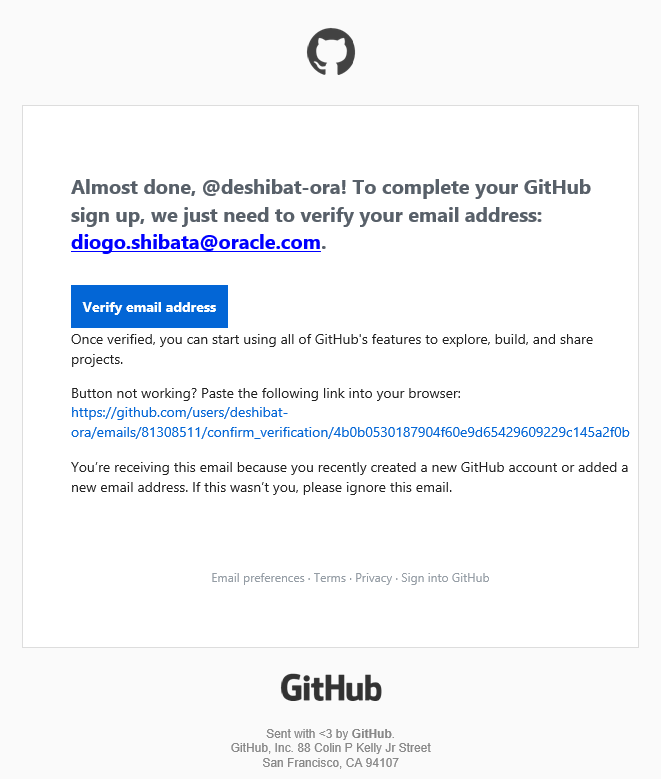 Almost done, @deshibat-ora! To complete your GitHub
sign up, we just need to verify your email address:
diogo.shibata@oracle.com.
Verify email address
Once verified, you can start using all of GitHub's features to explore, build, and share
projects.
Button not working? Paste the following link into your browser:
https://github.com/users/deshibat-
ora/emails/81308511/confirm_verification/4b0b0530187904f60e9d65429609229c145a2f0b
You’re receiving this email because you recently created a new GitHub account or added a
new email address. If this wasn’t you, please ignore this email.
Email preferences · Terms · Privacy · Sign into GitHub
GitHub
Sent with <3 by GitHub.
GitHub, Inc. 88 Colin P Kelly Jr Street
San Francisco, CA 94107